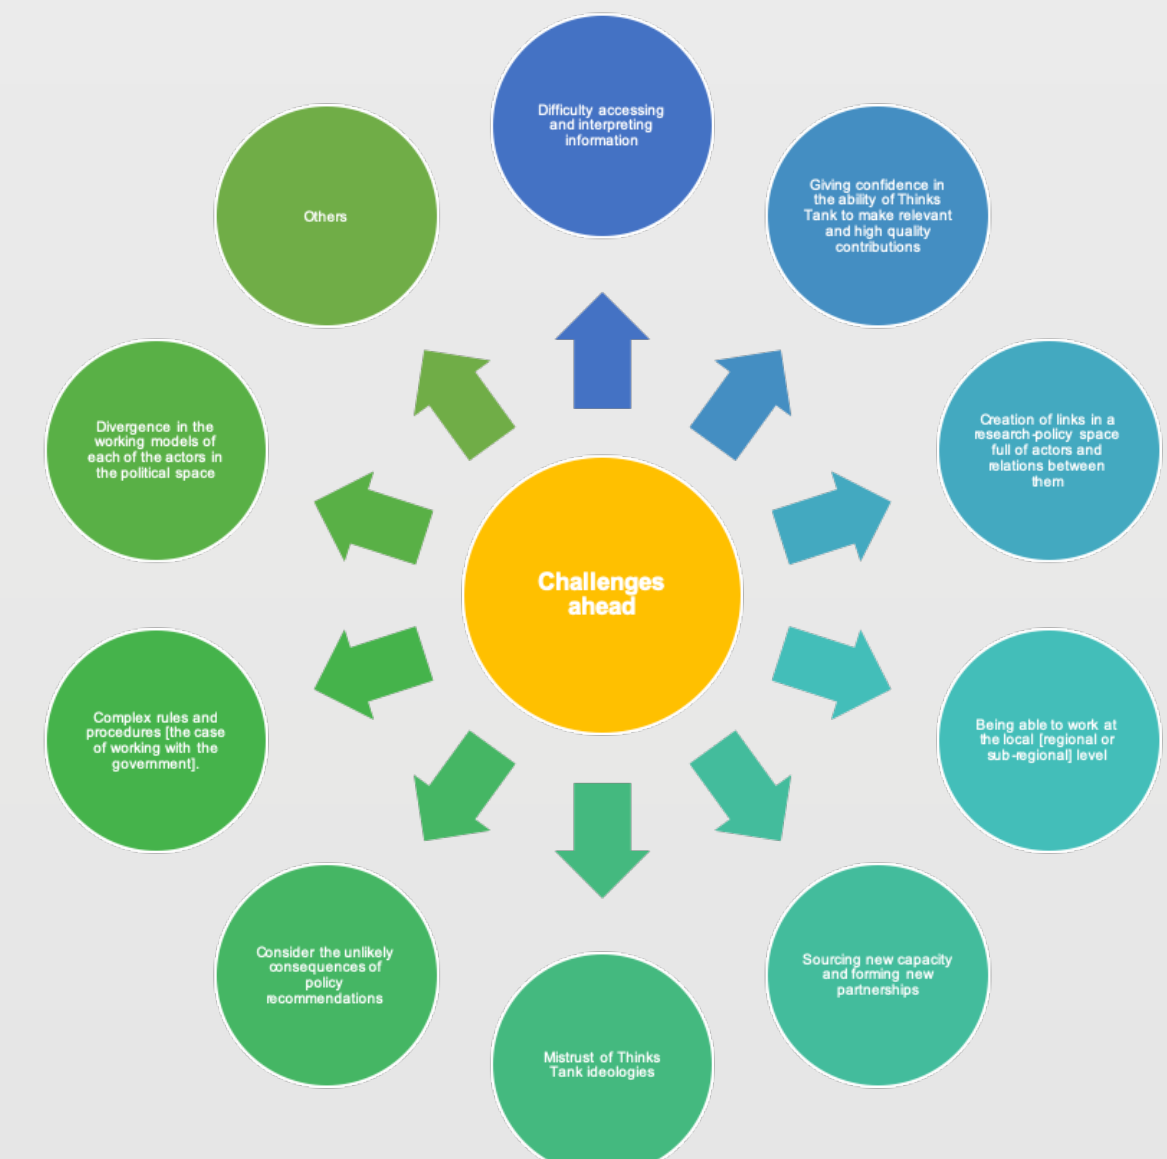 Difficulty accessing
and interpreting
information
Giving confidence in
the ability of Thinks
Tank to make relevant
and high quality
contributions
Creation of links in a
research-policy space
full of actors and
relations between
them
Being able to work at
the local [regional or
sub-regional] level
Sourcing new capacity
and forming new
partnerships
Mistrust of Thinks
Tank ideologies
Consider the unlikely
consequences of
policy
recommendations
Complex rules and
procedures [the case
of working with the
government].
Divergence in the
working models of
each of the actors in
the political space
Others
Challenges
ahead